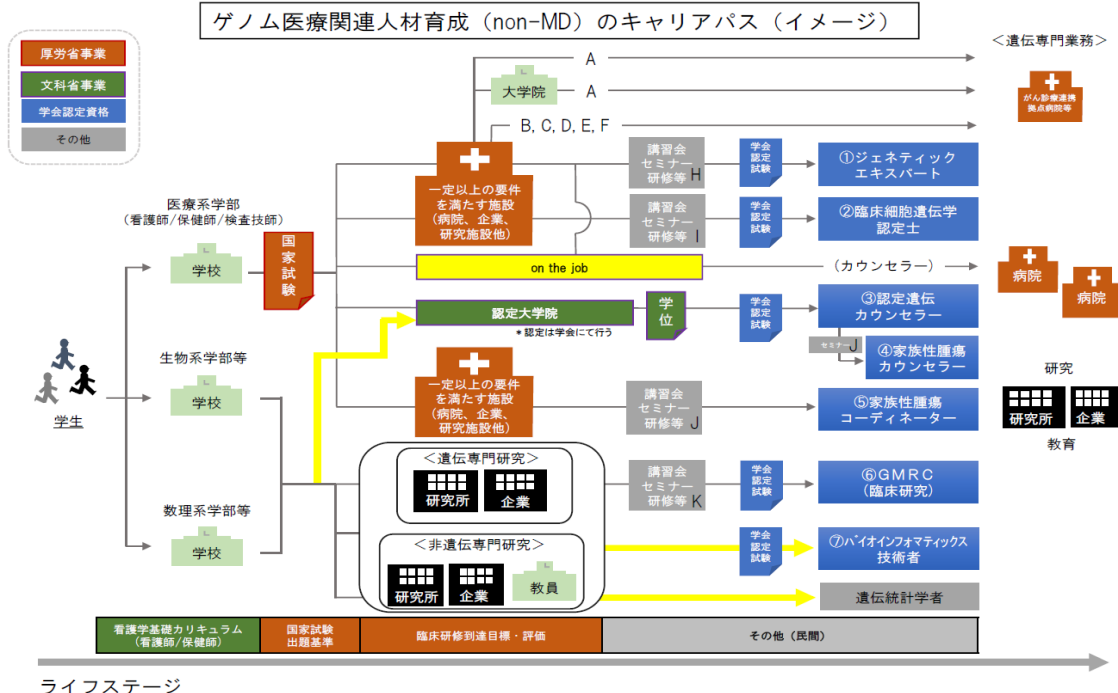 ゲノム医療関連人材育成（non-MD）のキャリアパス（イメージ）
厚労省事業
文科省事業
学会認定資格
その他
＜遺伝専門業務＞
がん診療連携
拠点病院等
A
大学院
A
B, C, D, E, F
一定以上の要件
を満たす施設
（病院、企業、
研究施設他）
講習会
セミナー
研修等 H
学会
認定
試験
①ジェネティック
エキスパート
講習会
セミナー
研修等 I
学会
認定
試験
②臨床細胞遺伝学
認定士
医療系学部
（看護師/保健師/検査技師）
学校
国家試験
on the job
（カウンセラー）
病院
病院
認定大学院
＊認定は学会にて行う
学位
学会
認定
試験
③認定遺伝
カウンセラー
セミナー J
④家族性腫瘍
カウンセラー
生物系学部等
学校
学生
一定以上の要件
を満たす施設
（病院、企業、
研究施設他）
講習会
セミナー
研修等 J
⑤家族性腫瘍
コーディネーター
研究
研究所
企業
教育
数理系学部等
学校
＜遺伝専門研究＞
研究所
企業
講習会
セミナー
研修等 K
学会
認定
試験
⑥GMRC
（臨床研究）
＜非遺伝専門研究＞
研究所
企業
教員
学会
認定
試験
⑦バイオインフォマティックス
技術者
遺伝統計学者
看護学基礎カリキュラム
（看護師/保健師）
国家試験
出題基準
臨床研修到達目標・評価
その他（民間）
ライフステージ